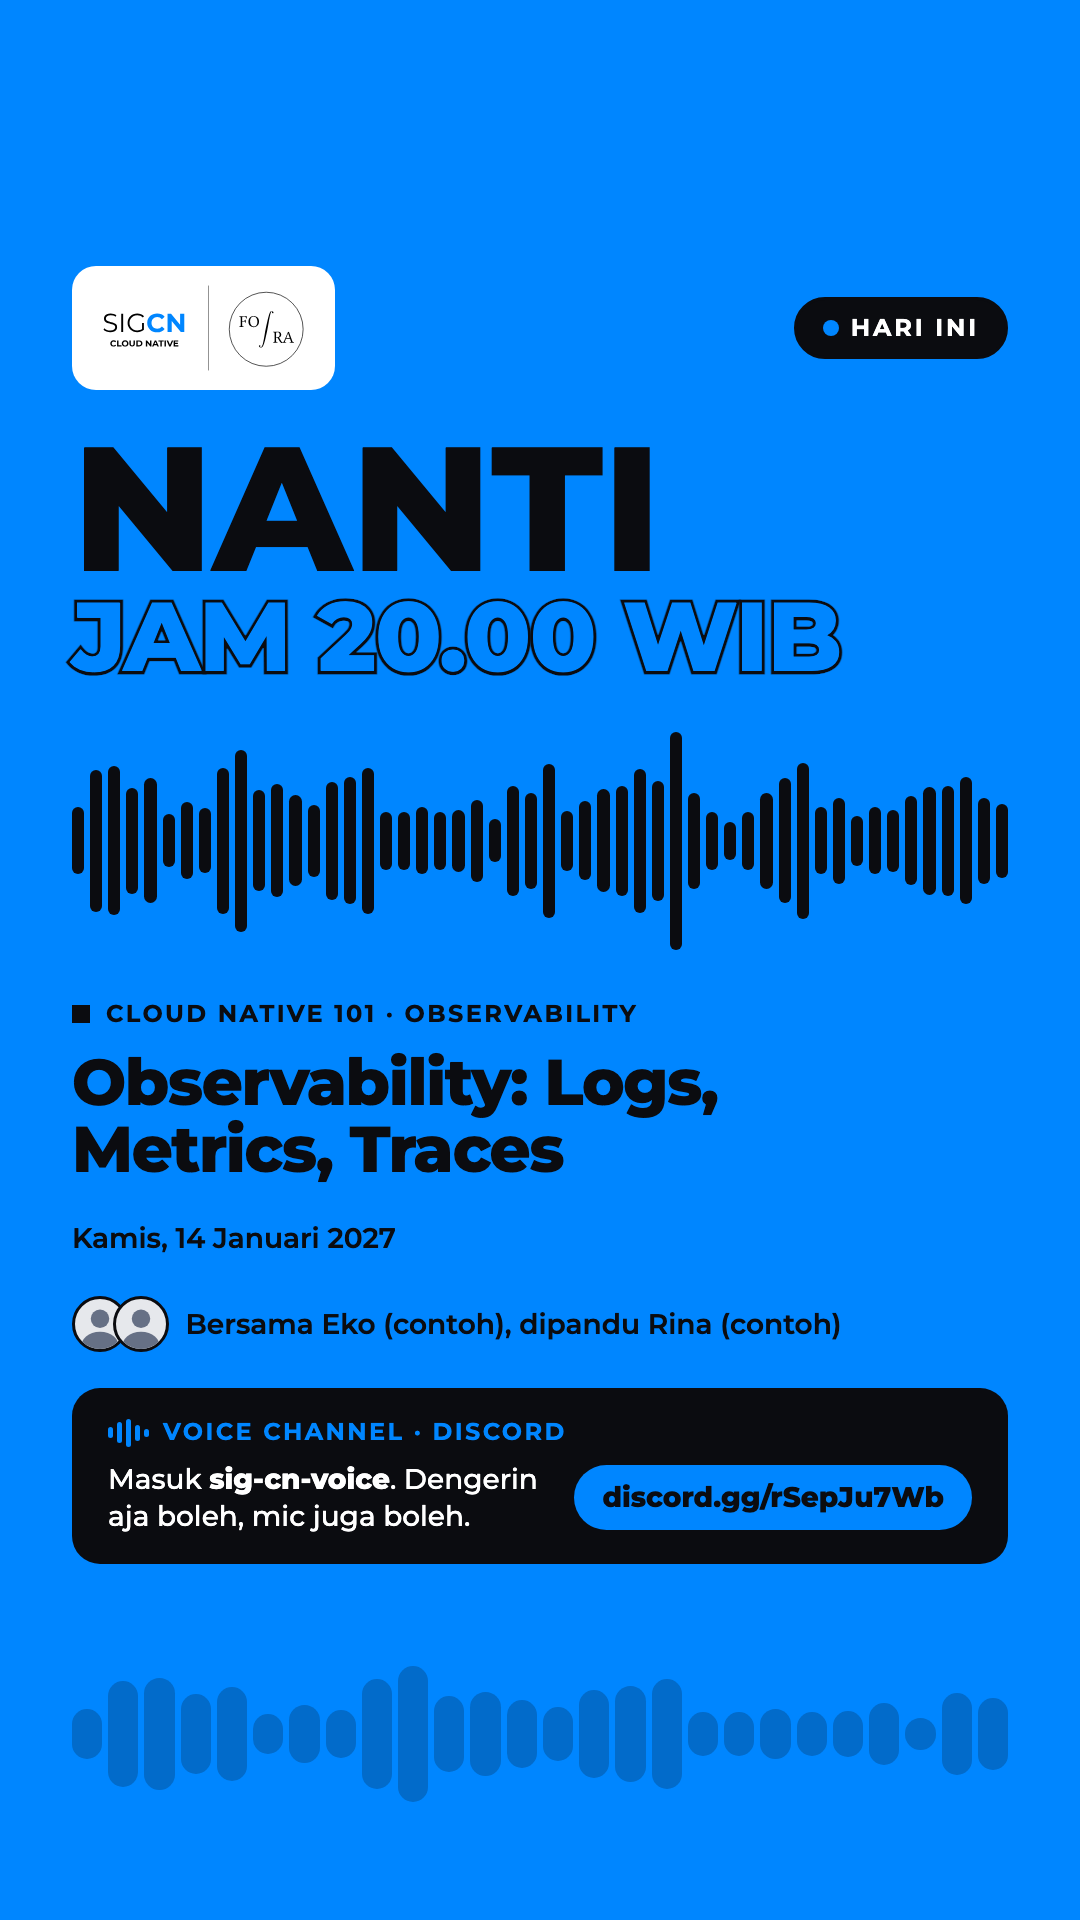 SIGCN
CLOUD NATIVE
FO
RA
HARI INI
NANTI
JAM 20.00 WIB
CLOUD NATIVE 101 · OBSERVABILITY
Observability: Logs,
Metrics, Traces
Kamis, 14 Januari 2027
Bersama Eko (contoh), dipandu Rina (contoh)
VOICE CHANNEL · DISCORD
Masuk sig-cn-voice. Dengerin
aja boleh, mic juga boleh.
discord.gg/rSepJu7Wb